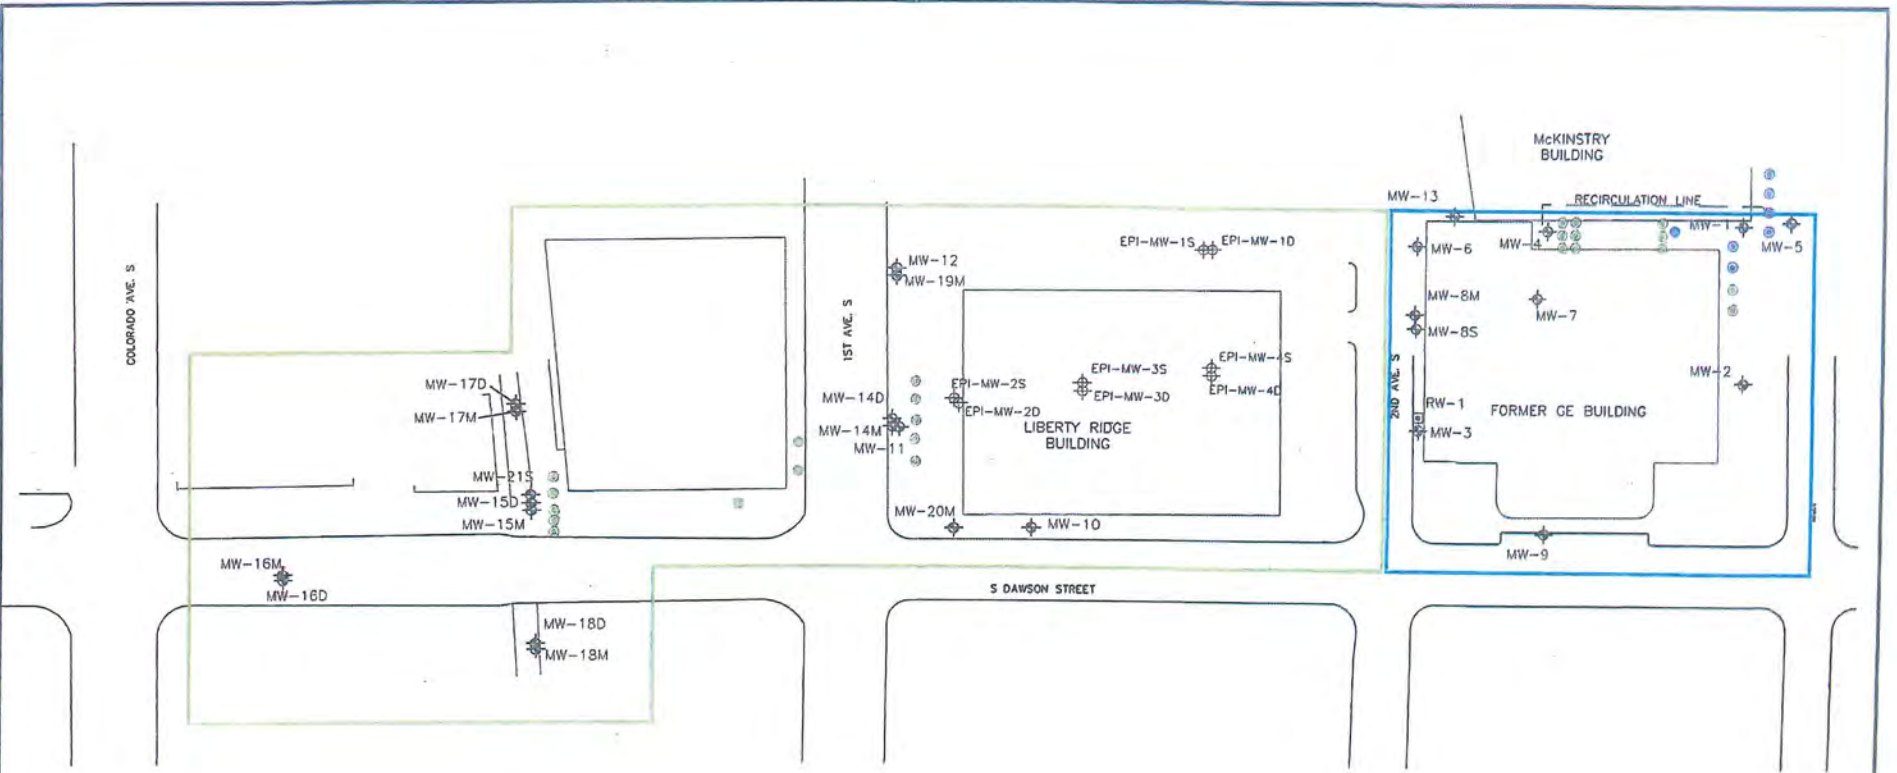 McKINSTRY
BUILDING
MW-13
RECIRCULATION LINE
MW-1
MW-5
MW-4
MW-6
EPI-MW-1S
EPI-MW-1D
MW-12
MW-19M
COLORADO AVE. S
1ST AVE. S
2ND AVE. S
MW-8M
MW-7
MW-8S
EPI-MW-4S
EPI-MW-3S
MW-2
MW-17D
EPI-MW-2S
EPI-MW-4D
MW-14D
EPI-MW-3D
RW-1
MW-17M
EPI-MW-2D
FORMER GE BUILDING
MW-14M
LIBERTY RIDGE
BUILDING
MW-3
MW-11
MW-21S
MW-15D
MW-15M
MW-20M
MW-10
MW-9
MW-16M
MW-16D
S DAWSON STREET
MW-18D
MW-18M